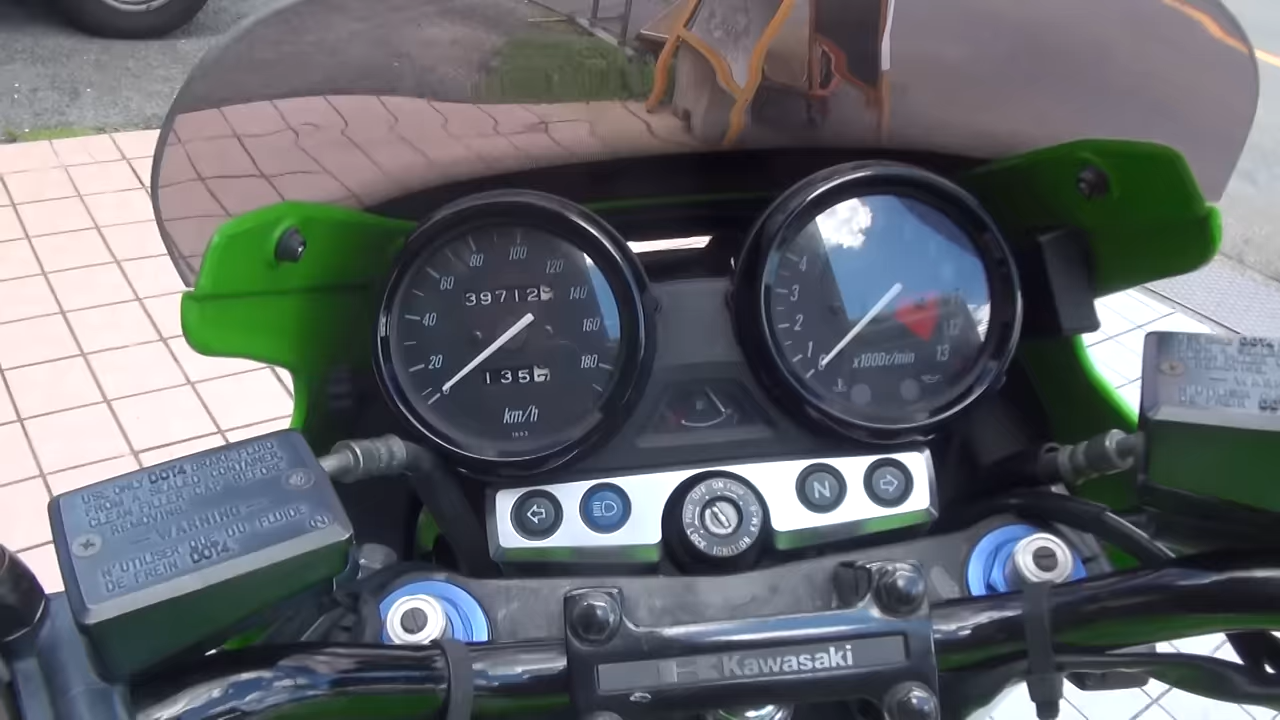 80
100
120
60
140
39712
40
160
20
180
135
km/h
4
3
2
1
0
x1000r/min
12
13
USE ONLY DOT4 BRAKE FLUID
FROM A SEALED CONTAINER
CLEAN FILLER CAP BEFORE
REMOVING
WARNING
N'UTILISER QUE DU FLUIDE
DE FREIN DOT4
OFF ON
LOCK IGNITION
N
Kawasaki